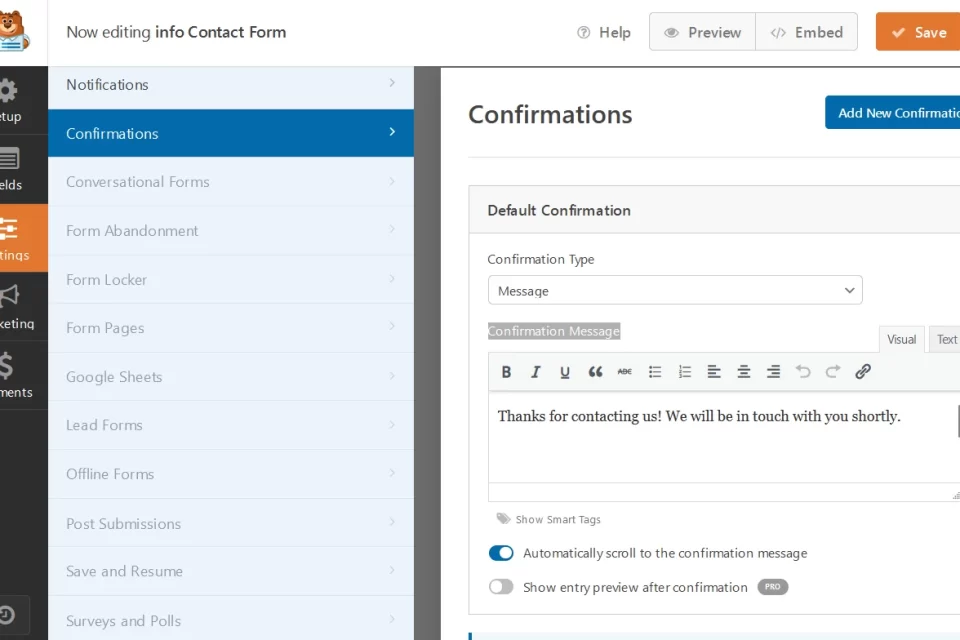 Now editing info Contact Form
Help
Preview
Embed
Save
Notifications
Confirmations
Conversational Forms
Form Abandonment
Form Locker
Form Pages
Google Sheets
Lead Forms
Offline Forms
Post Submissions
Save and Resume
Surveys and Polls
etup
elds
tings
keting
ments
Confirmations
Add New Confirmatio
Default Confirmation
Confirmation Type
Message
Confirmation Message
Visual
Text
B I U ABC
Thanks for contacting us! We will be in touch with you shortly.
Show Smart Tags
Automatically scroll to the confirmation message
Show entry preview after confirmation PRO